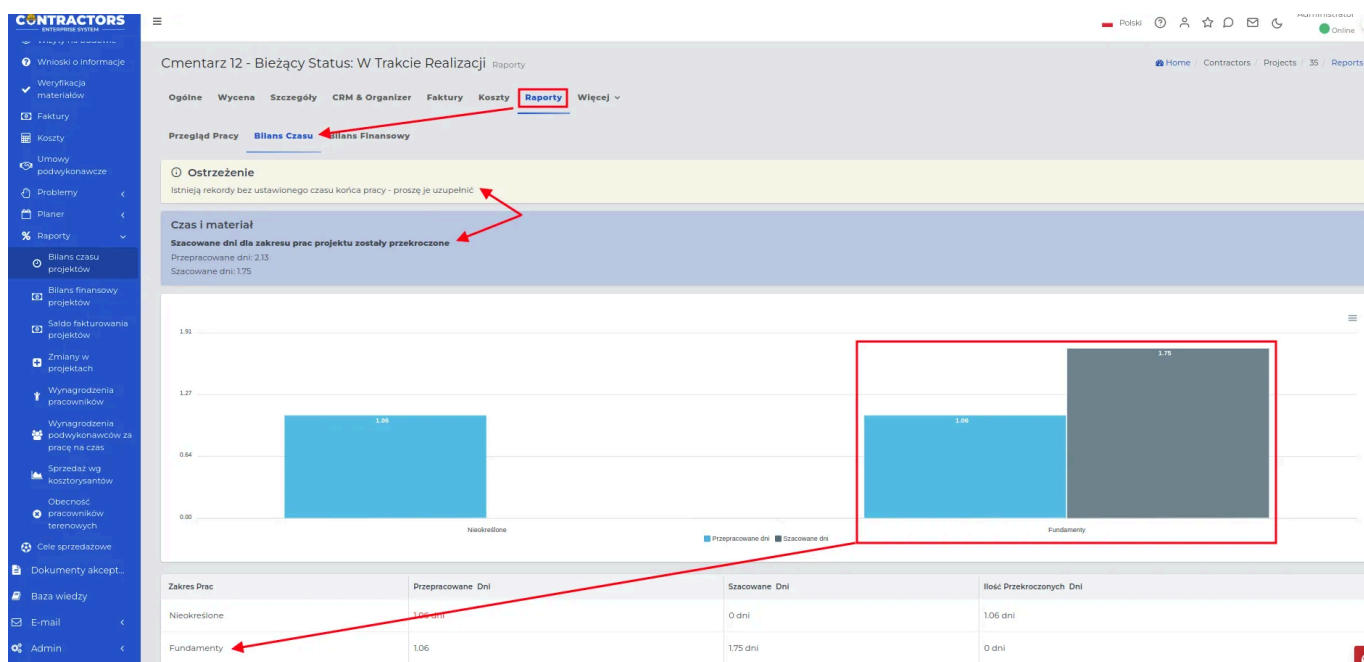 CONTRACTORS
ENTERPRISE SYSTEM
Polski
Administrator
Online
Wizyty na budowie
Wnioski o informacje
Weryfikacja
materiałów
Faktury
Koszty
Umowy
podwykonawcze
Problemy
Planer
Raporty
Bilans czasu
projektów
Bilans finansowy
projektów
Saldo fakturowania
projektów
Zmiany w
projektach
Wynagrodzenia
pracowników
Wynagrodzenia
podwykonawców za
pracę na czas
Sprzedaż wg
kosztorysantów
Obecność
pracowników
terenowych
Cele sprzedażowe
Dokumenty akcept...
Baza wiedzy
E-mail
Admin
Cmentarz 12 - Bieżący Status: W Trakcie Realizacji Raporty
Home / Contractors / Projects / 35 / Reports
Ogólne Wycena Szczegóły CRM & Organizer Faktury Koszty Raporty Więcej
Przegląd Pracy Bilans Czasu Bilans Finansowy
Ostrzeżenie
Istnieją rekordy bez ustawionego czasu końca pracy - proszę je uzupełnić
Czas i materiał
Szacowane dni dla zakresu prac projektu zostały przekroczone
Przepracowane dni: 2.13
Szacowane dni: 1.75
1.91
1.27
0.64
0.00
1.06
1.06
1.75
Nieokreślone
Fundamenty
Przepracowane dni Szacowane dni
Zakres Prac Przepracowane Dni Szacowane Dni Ilość Przekroczonych Dni
Nieokreślone 1.06 dni 0 dni 1.06 dni
Fundamenty 1.06 1.75 dni 0 dni